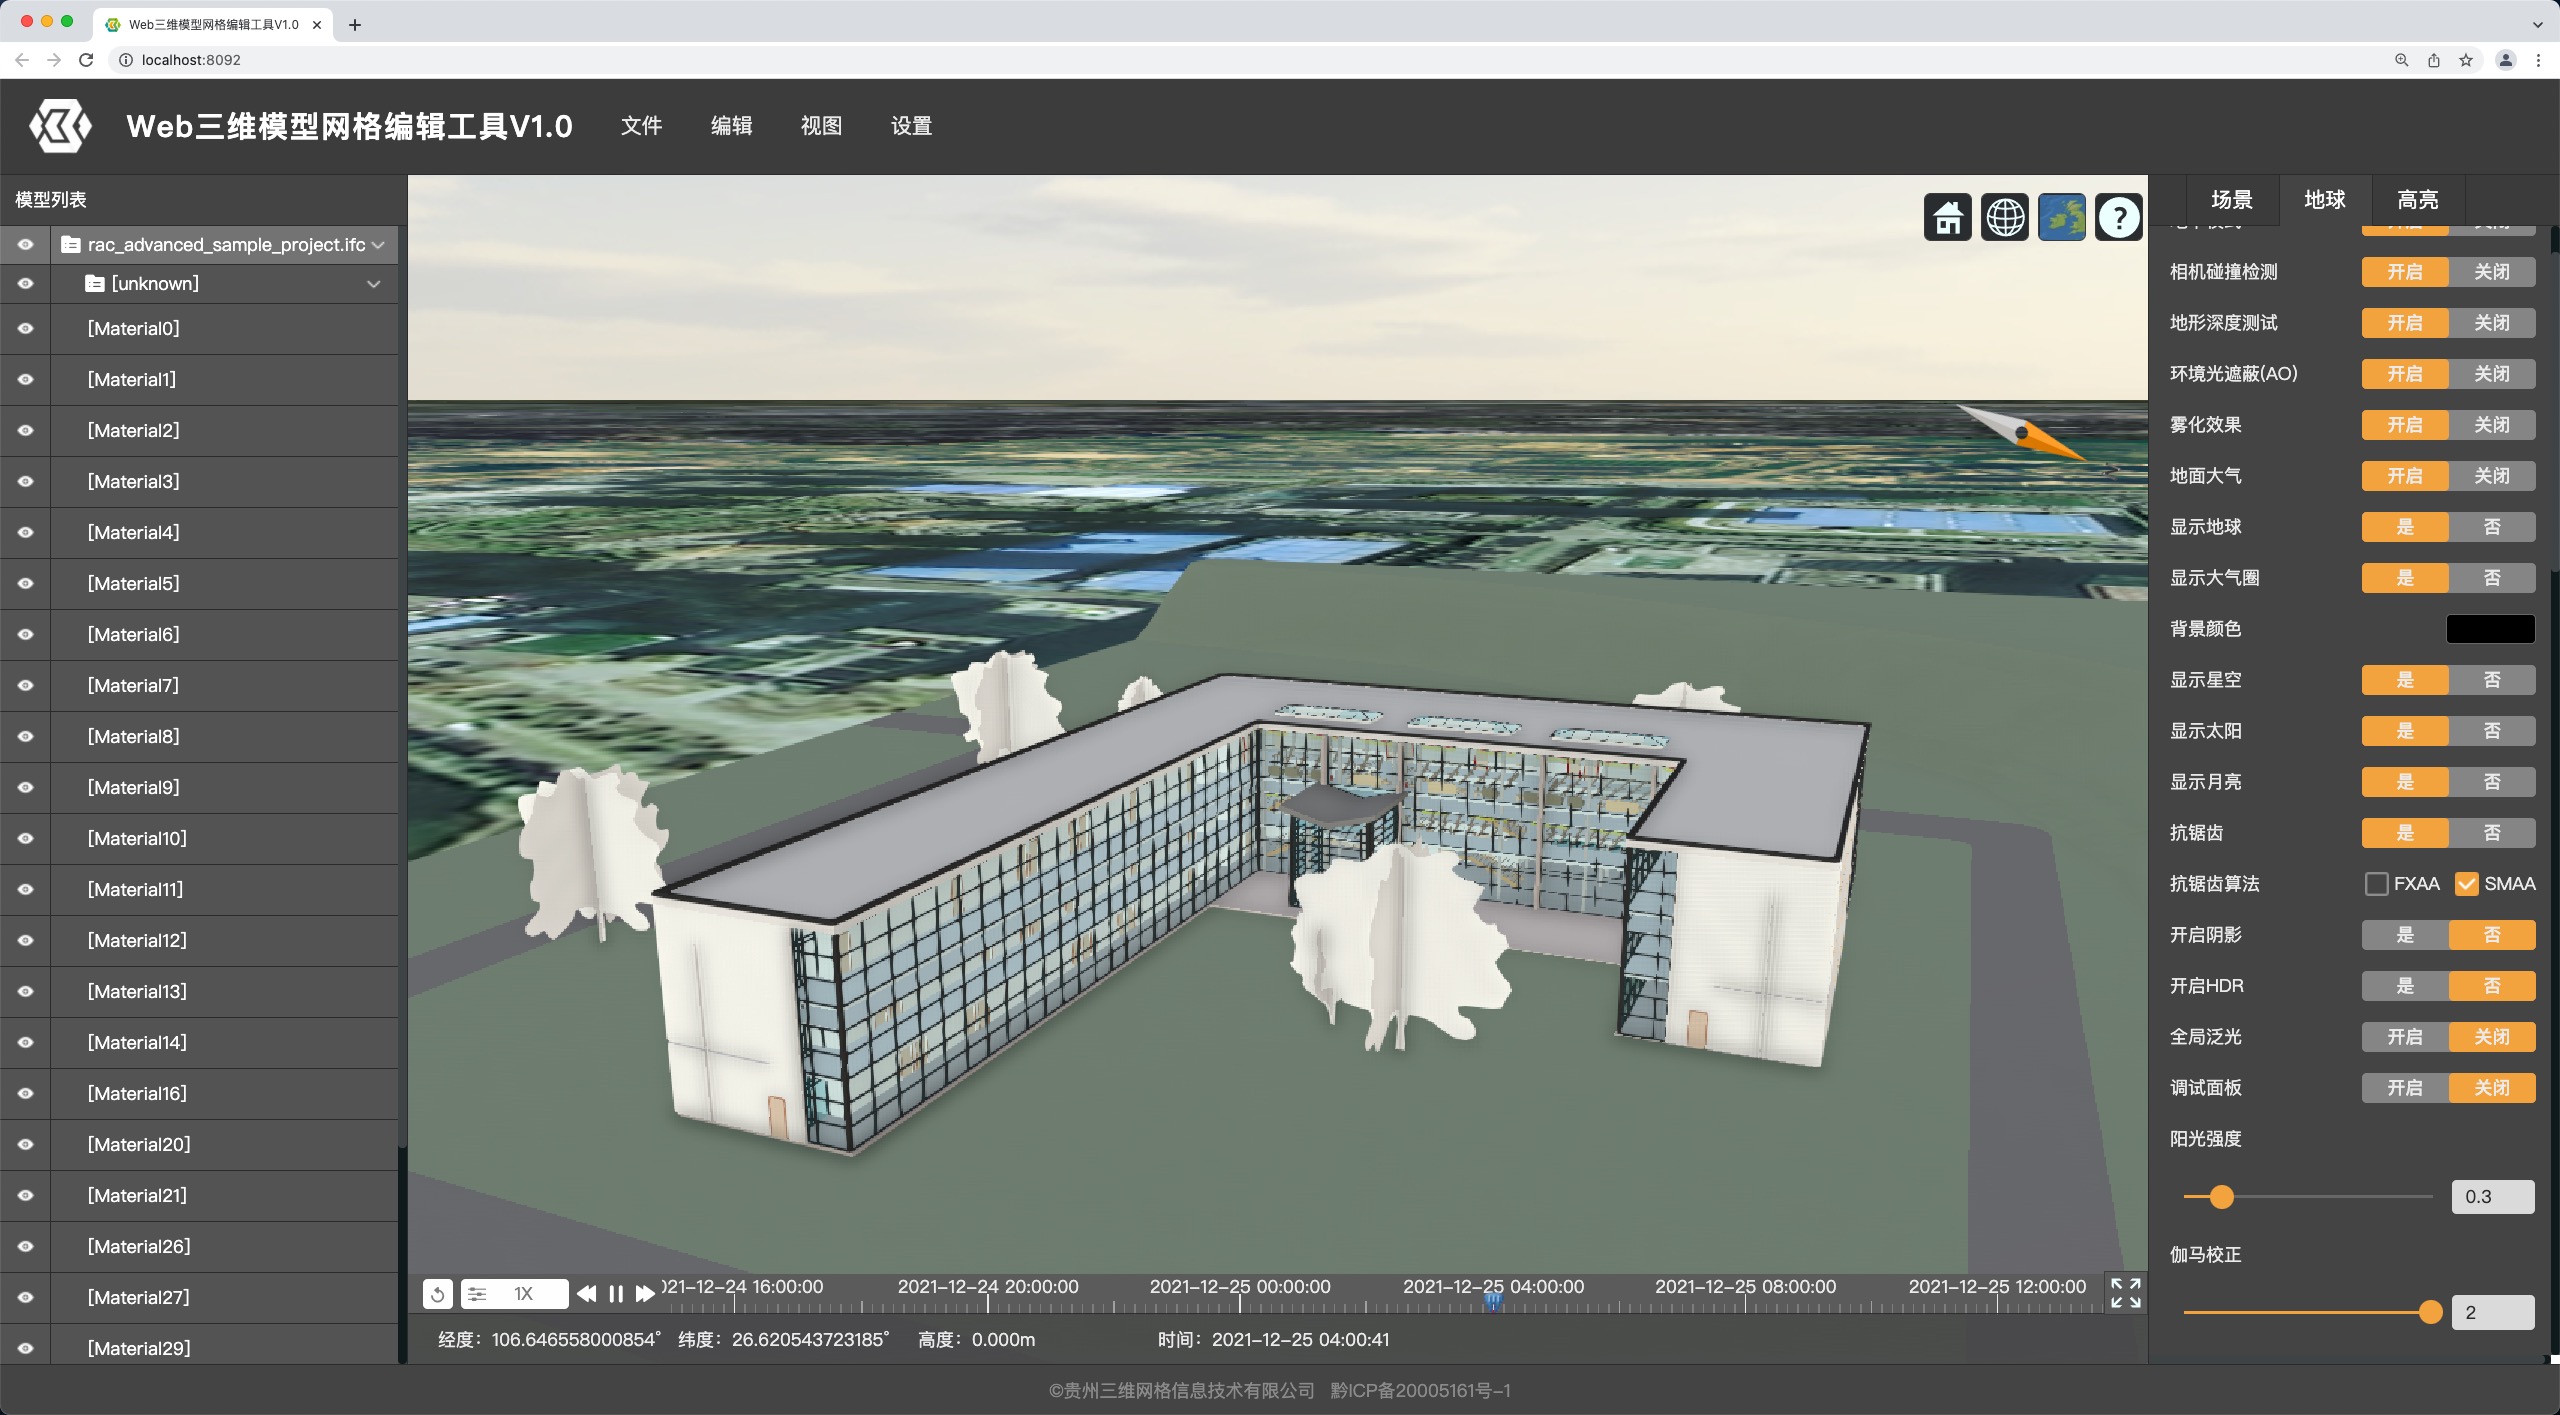 Web三维模型网格编辑工具V1.0
localhost:8092
Web三维模型网格编辑工具V1.0 文件 编辑 视图 设置
模型列表
rac_advanced_sample_project.ifc
[unknown]
[Material0]
[Material1]
[Material2]
[Material3]
[Material4]
[Material5]
[Material6]
[Material7]
[Material8]
[Material9]
[Material10]
[Material11]
[Material12]
[Material13]
[Material14]
[Material16]
[Material20]
[Material21]
[Material26]
[Material27]
[Material29]
?
场景 地球 高亮
相机碰撞检测 开启 关闭
地形深度测试 开启 关闭
环境光遮蔽(AO) 开启 关闭
雾化效果 开启 关闭
地面大气 开启 关闭
显示地球 是 否
显示大气圈 是 否
背景颜色
显示星空 是 否
显示太阳 是 否
显示月亮 是 否
抗锯齿 是 否
抗锯齿算法 FXAA SMAA
开启阴影 是 否
开启HDR 是 否
全局泛光 开启 关闭
调试面板 开启 关闭
阳光强度
0.3
伽马校正
2
1X
021-12-24 16:00:00 2021-12-24 20:00:00 2021-12-25 00:00:00 2021-12-25 04:00:00 2021-12-25 08:00:00 2021-12-25 12:00:00
经度：106.646558000854° 纬度：26.620543723185° 高度：0.000m 时间：2021-12-25 04:00:41
©贵州三维网格信息技术有限公司 黔ICP备20005161号-1